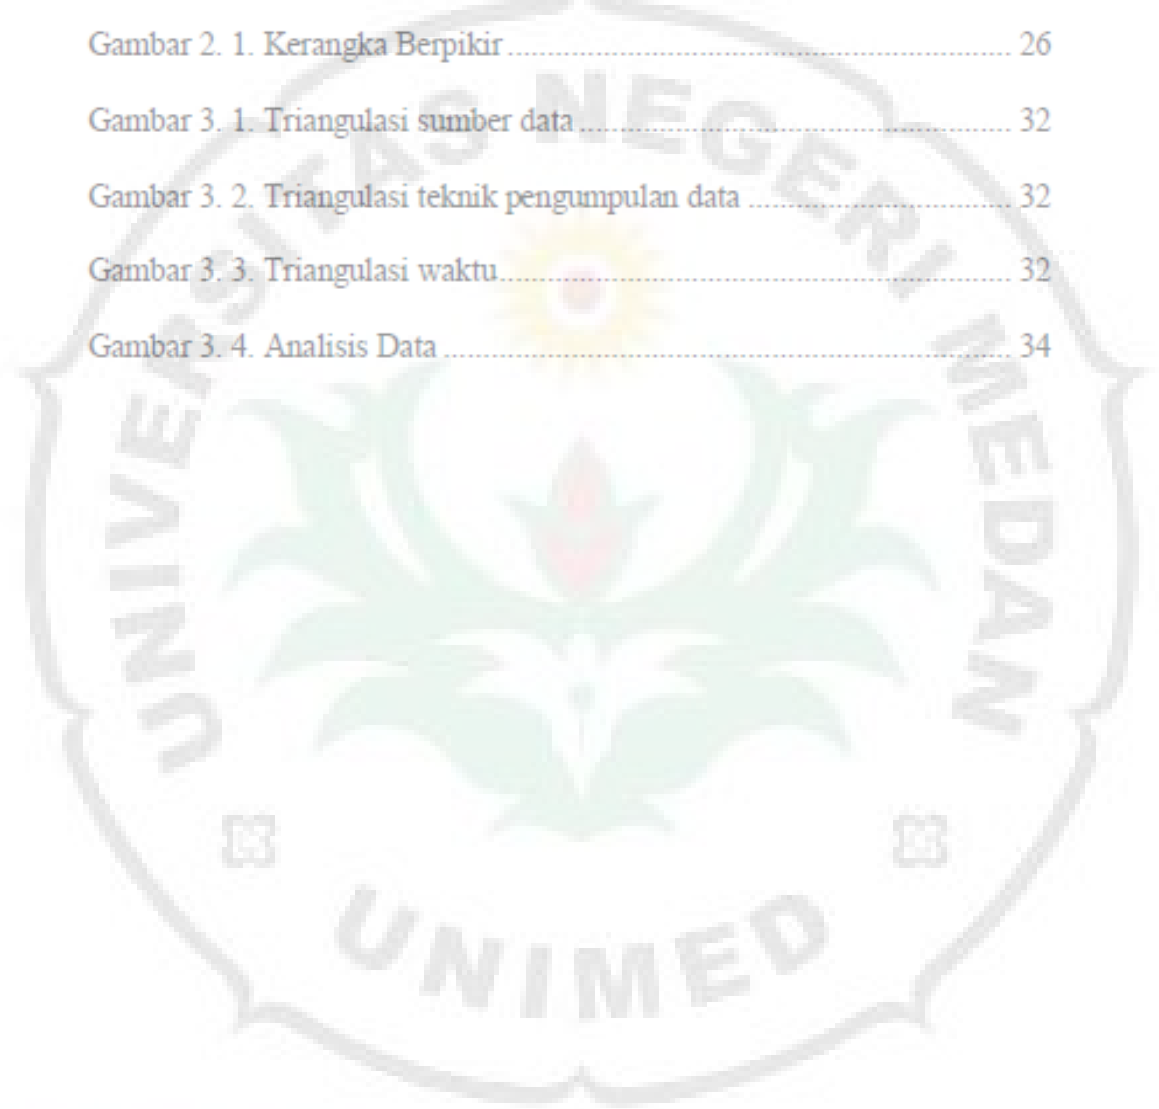 Gambar 2. 1. Kerangka Berpikir ................................................................ 26
Gambar 3. 1. Triangulasi sumber data ....................................................... 32
Gambar 3. 2. Triangulasi teknik pengumpulan data ................................. 32
Gambar 3. 3. Triangulasi waktu ................................................................. 32
Gambar 3. 4. Analisis Data ........................................................................ 34
UNIVERSITAS NEGERI MEDAN
UNIMED